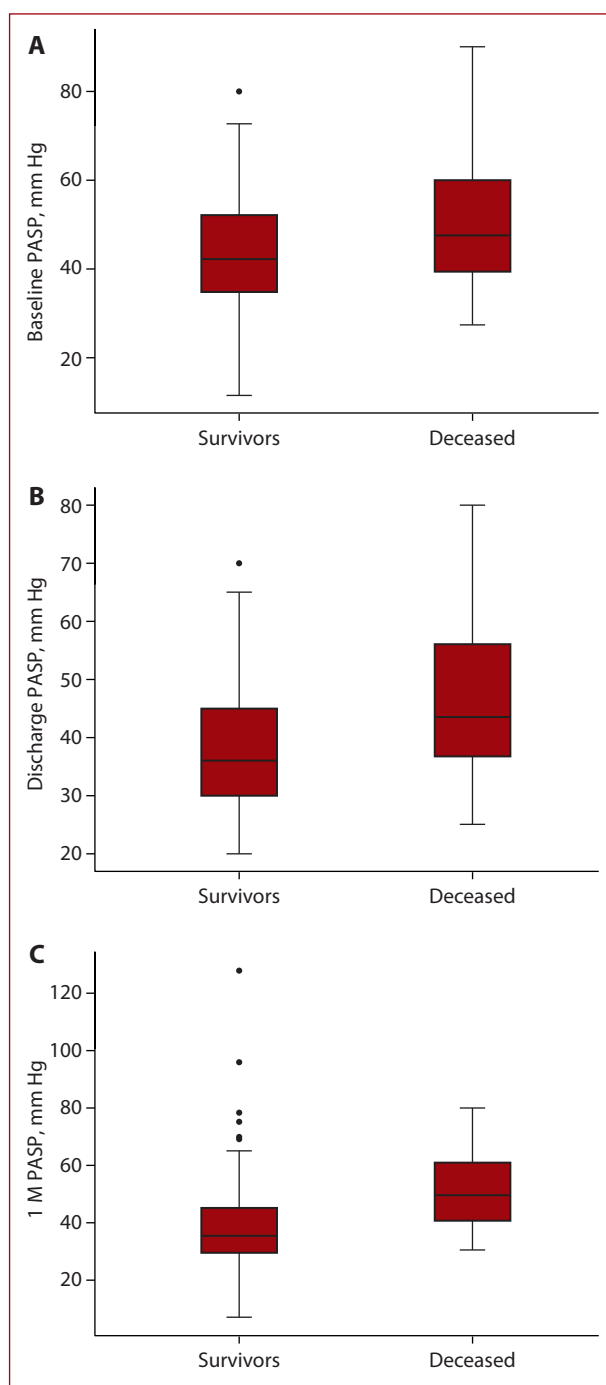 A
Baseline PASP, mm Hg
80
60
40
20
Survivors Deceased
B
Discharge PASP, mm Hg
80
70
60
50
40
30
20
Survivors Deceased
C
1 M PASP, mm Hg
120
100
80
60
40
20
Survivors Deceased